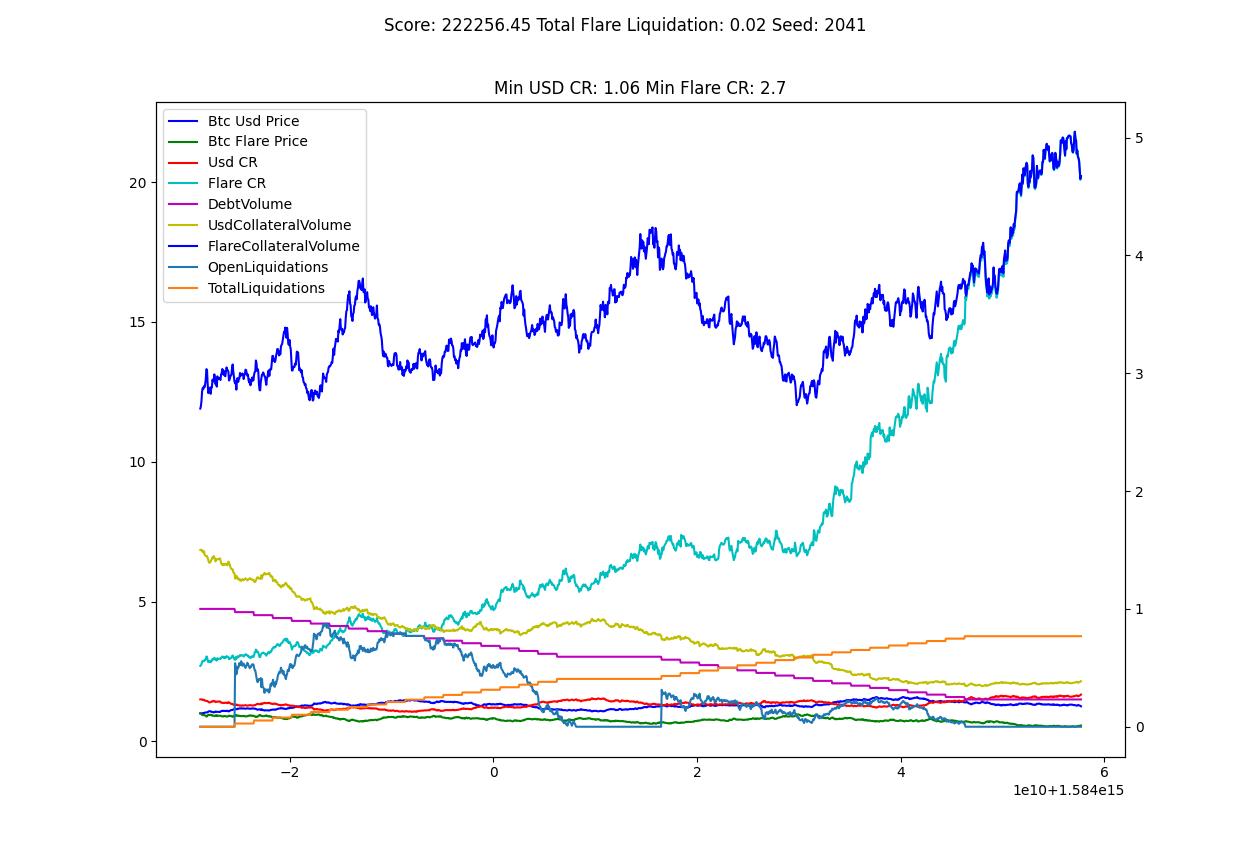 Score: 222256.45 Total Flare Liquidation: 0.02 Seed: 2041
Min USD CR: 1.06 Min Flare CR: 2.7
Btc Usd Price
Btc Flare Price
Usd CR
Flare CR
DebtVolume
UsdCollateralVolume
FlareCollateralVolume
OpenLiquidations
TotalLiquidations
20
15
10
5
0
5
4
3
2
1
0
−2
0
2
4
6
1e10+1.584e15